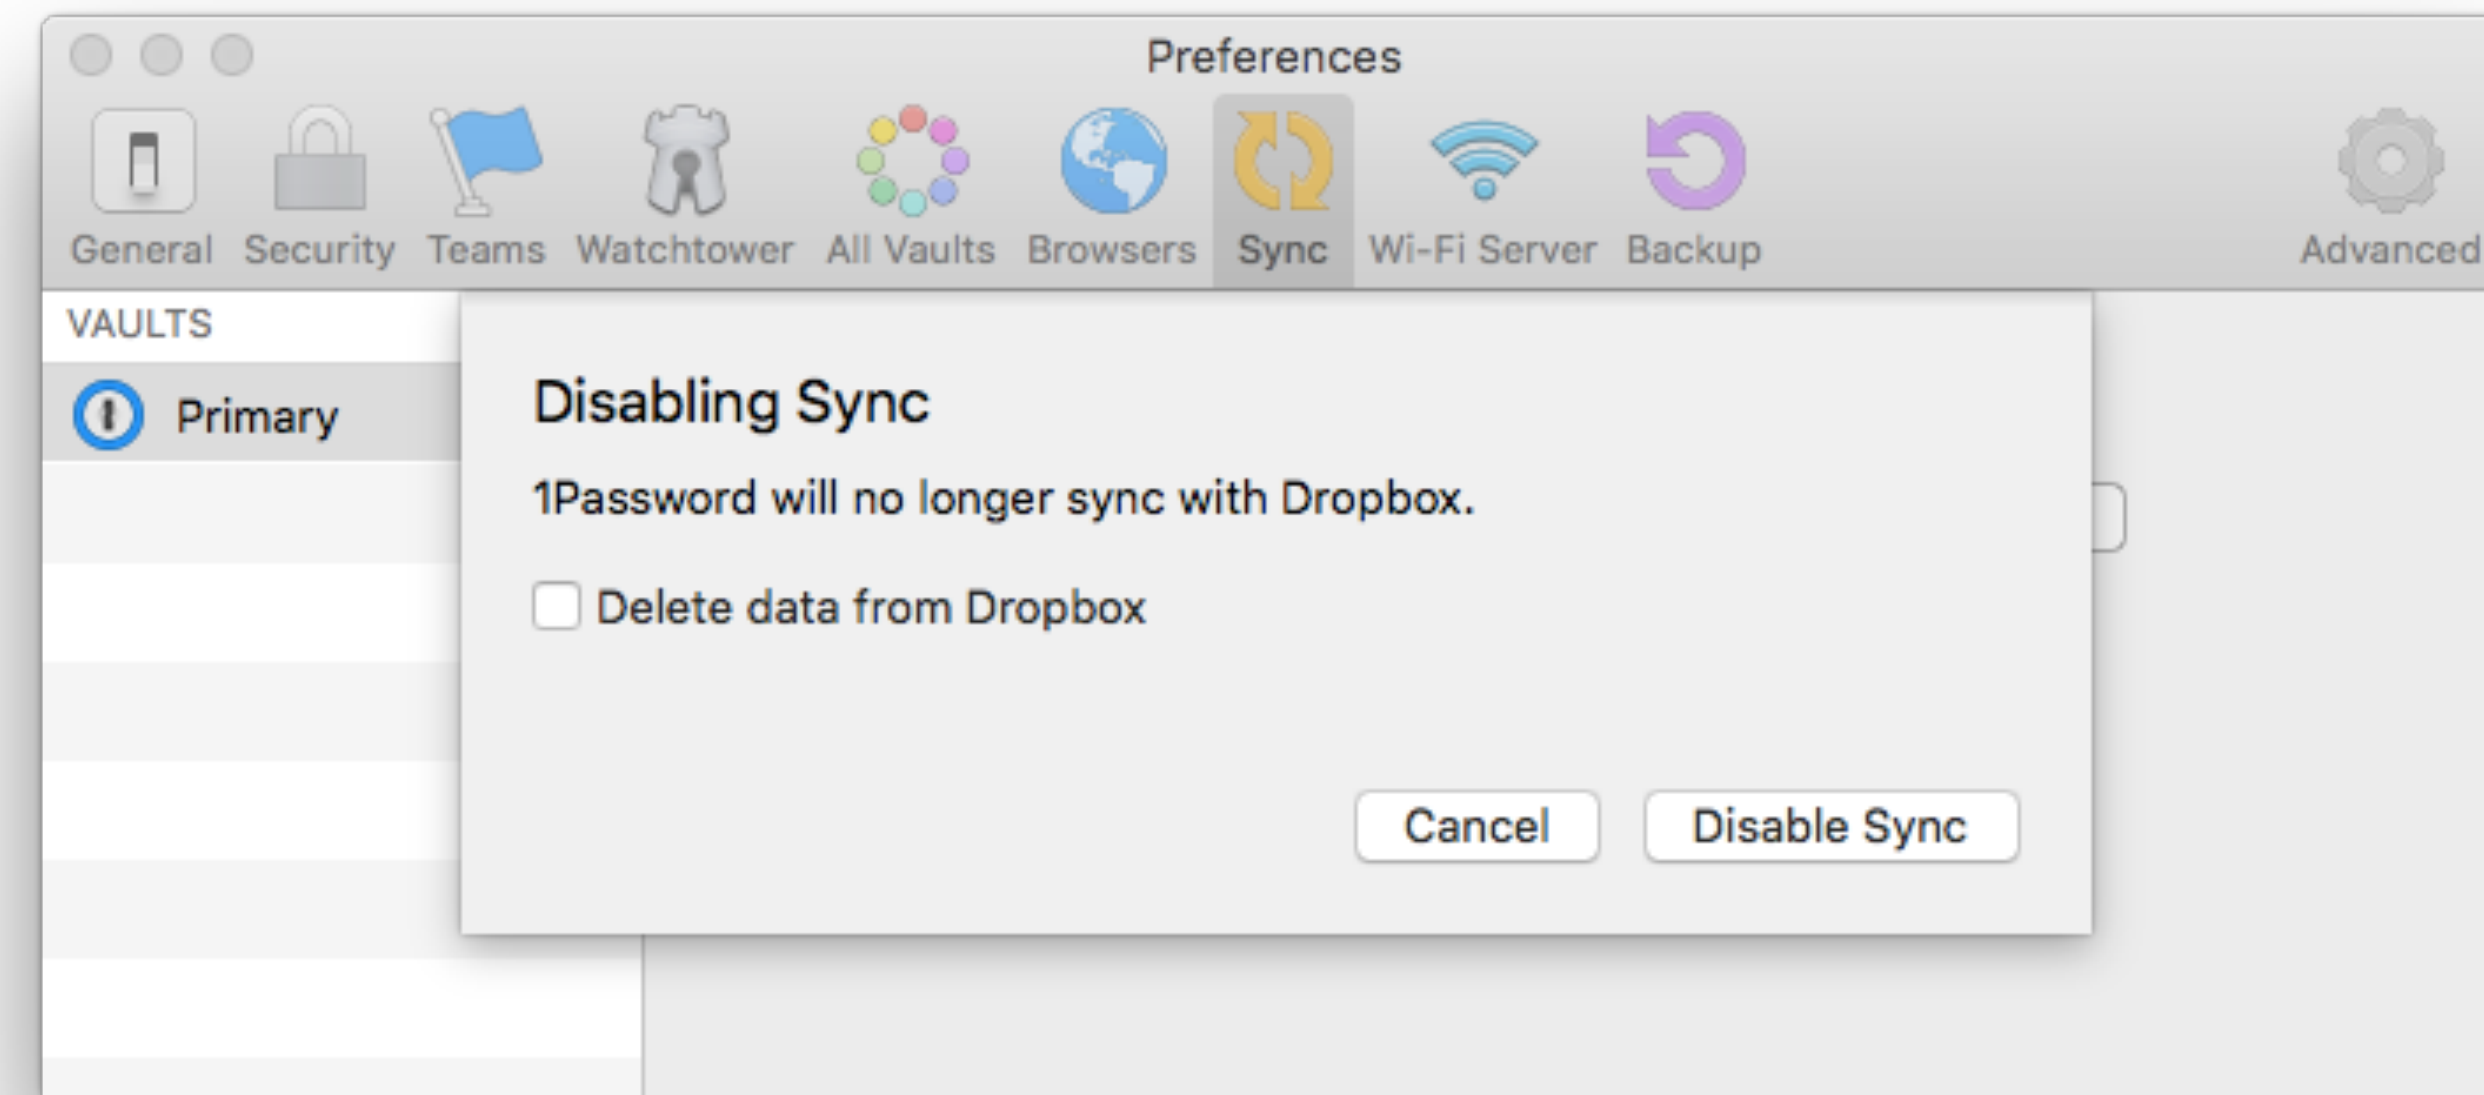 Preferences
General Security Teams Watchtower All Vaults Browsers Sync Wi-Fi Server Backup Advanced
VAULTS
Primary
Disabling Sync
1Password will no longer sync with Dropbox.
Delete data from Dropbox
Cancel Disable Sync